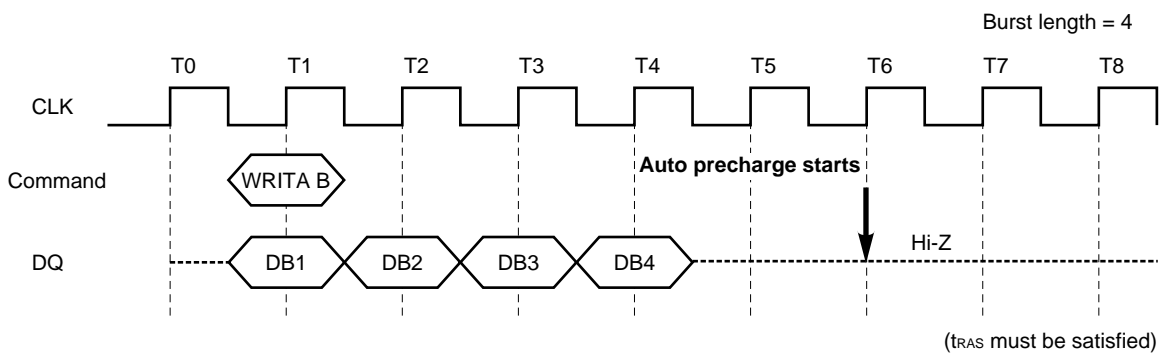 Burst length = 4
T0 T1 T2 T3 T4 T5 T6 T7 T8
CLK
Auto precharge starts
Command WRITA B
Hi-Z
DQ DB1 DB2 DB3 DB4
(tRAS must be satisfied)